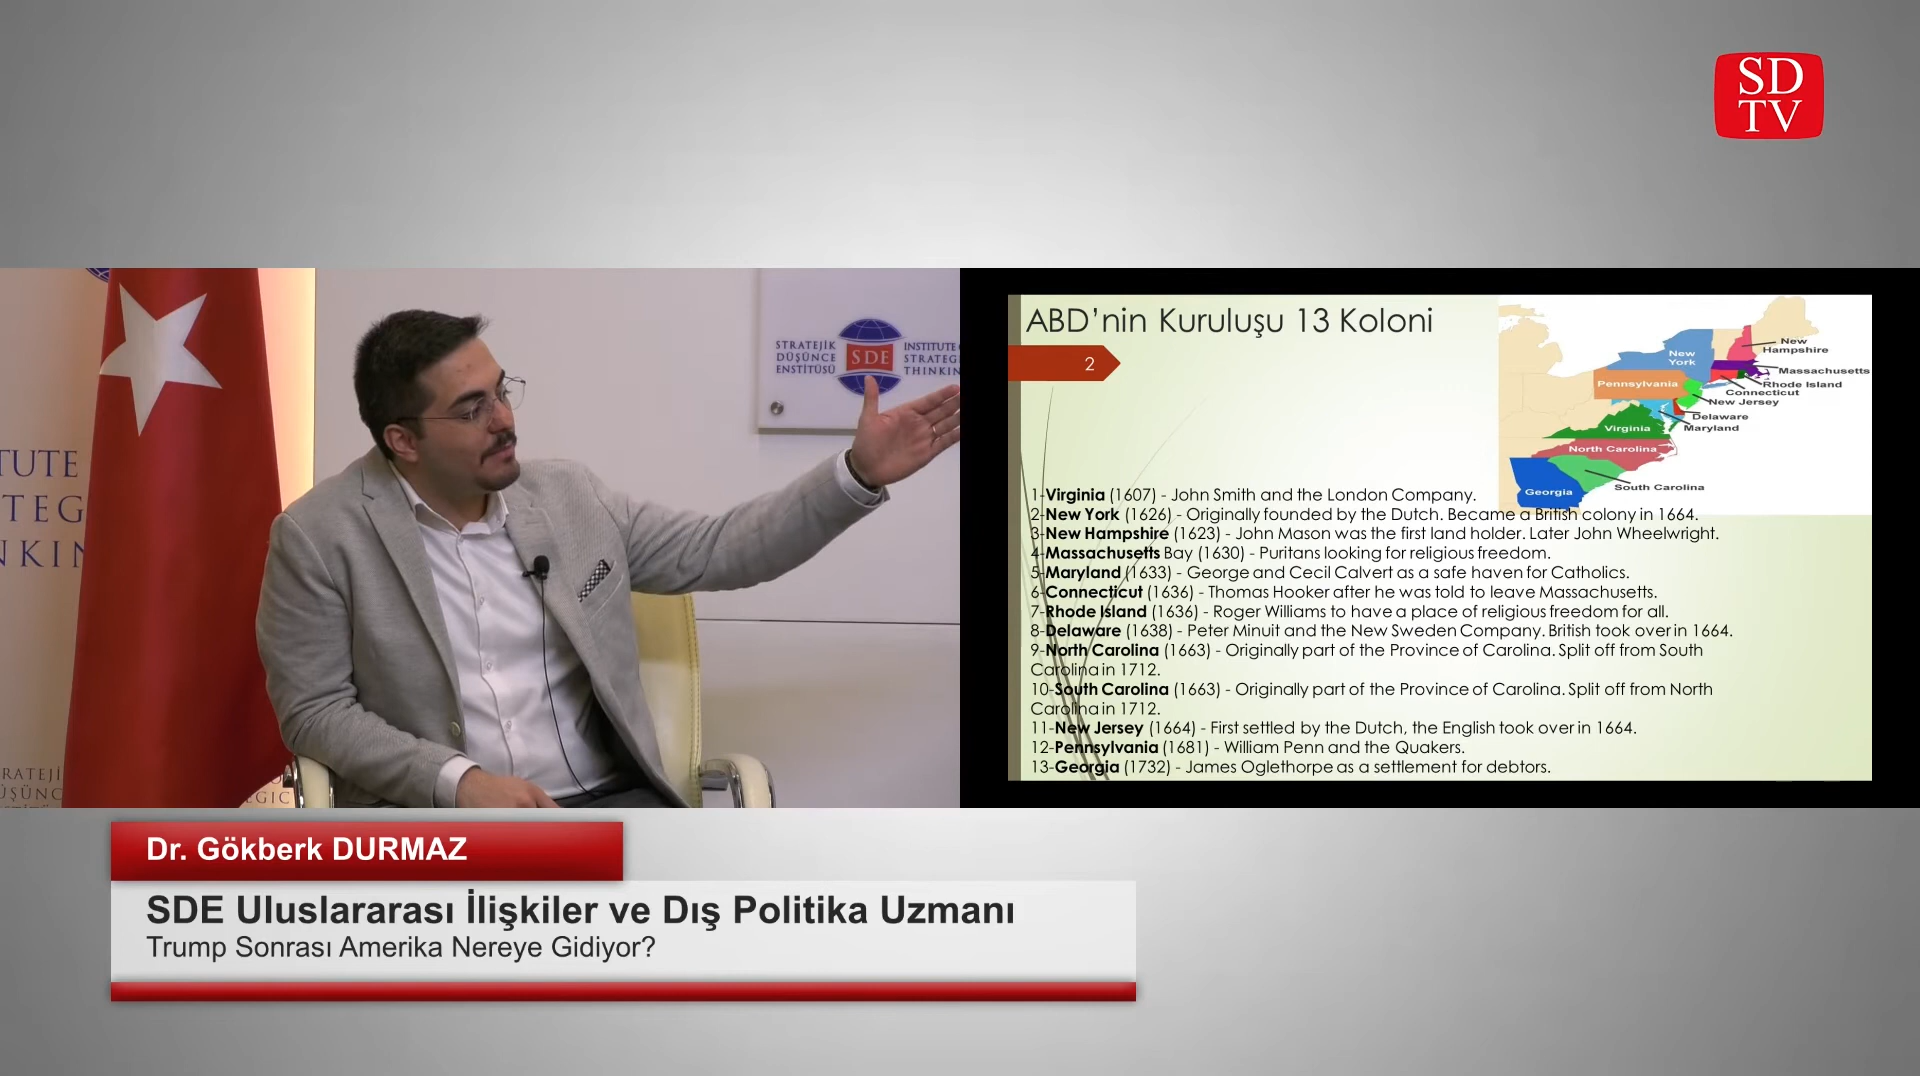 SD
TV
STRATEJİK
DÜŞÜNCE
ENSTİTÜSÜ
SDE
INSTITUTE
STRATEG
THINKIN
TUTE
TEG
NKIN
RATEJİ
ÜŞÜNC
EGIC
ABD’nin Kuruluşu 13 Koloni
2
New
Hampshire
New
York
Massachusetts
Rhode Island
Connecticut
Pennsylvania
New Jersey
Delaware
Maryland
Virginia
North Carolina
South Carolina
Georgia
1-Virginia (1607) - John Smith and the London Company.
2-New York (1626) - Originally founded by the Dutch. Became a British colony in 1664.
3-New Hampshire (1623) - John Mason was the first land holder. Later John Wheelwright.
4-Massachusetts Bay (1630) - Puritans looking for religious freedom.
5-Maryland (1633) - George and Cecil Calvert as a safe haven for Catholics.
6-Connecticut (1636) - Thomas Hooker after he was told to leave Massachusetts.
7-Rhode Island (1636) - Roger Williams to have a place of religious freedom for all.
8-Delaware (1638) - Peter Minuit and the New Sweden Company. British took over in 1664.
9-North Carolina (1663) - Originally part of the Province of Carolina. Split off from South
Carolina in 1712.
10-South Carolina (1663) - Originally part of the Province of Carolina. Split off from North
Carolina in 1712.
11-New Jersey (1664) - First settled by the Dutch, the English took over in 1664.
12-Pennsylvania (1681) - William Penn and the Quakers.
13-Georgia (1732) - James Oglethorpe as a settlement for debtors.
Dr. Gökberk DURMAZ
SDE Uluslararası İlişkiler ve Dış Politika Uzmanı
Trump Sonrası Amerika Nereye Gidiyor?